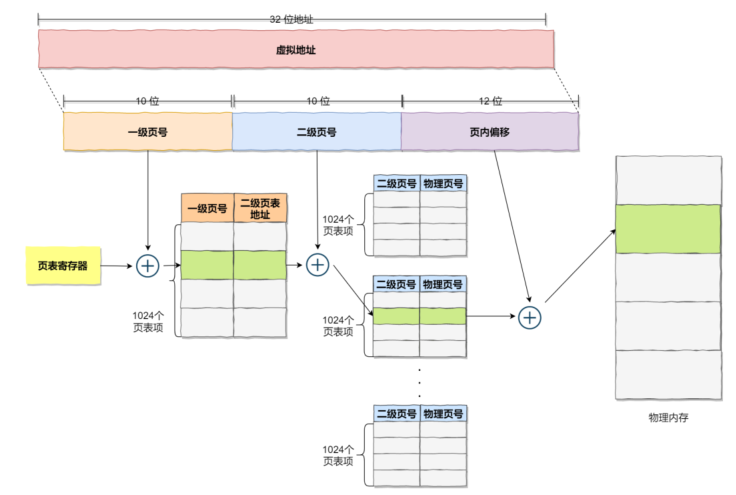 32 位地址
虚拟地址
10 位
10 位
12 位
一级页号
二级页号
页内偏移
二级页号
物理页号
一级页号
二级页表
地址
1024个
页表项
页表寄存器
二级页号
物理页号
1024个
页表项
1024个
页表项
二级页号
物理页号
物理内存
1024个
页表项